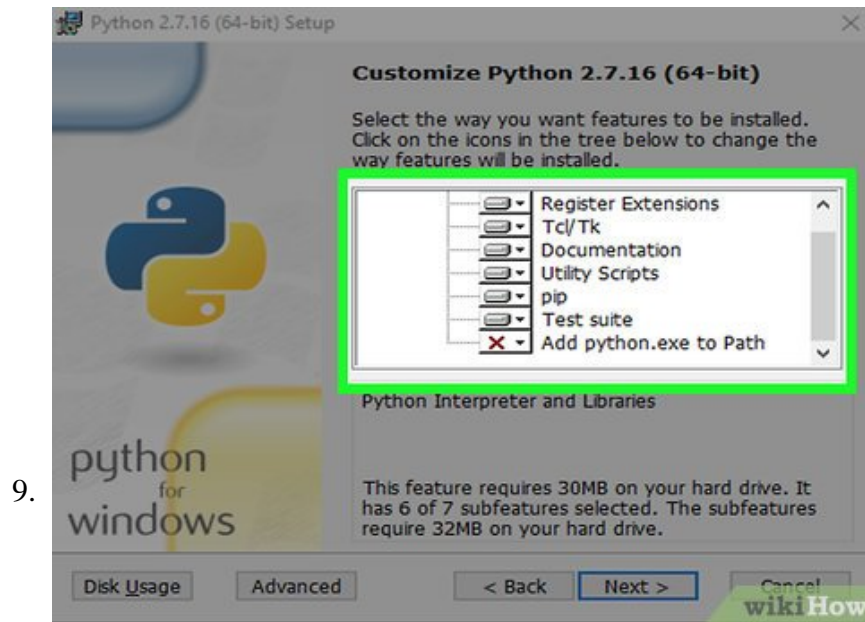 Python 2.7.16 (64-bit) Setup
Customize Python 2.7.16 (64-bit)
Select the way you want features to be installed.
Click on the icons in the tree below to change the
way features will be installed.
Register Extensions
Tcl/Tk
Documentation
Utility Scripts
pip
Test suite
Add python.exe to Path
Python Interpreter and Libraries
python
for
windows
9.
This feature requires 30MB on your hard drive. It
has 6 of 7 subfeatures selected. The subfeatures
require 32MB on your hard drive.
Disk Usage
Advanced
< Back
Next >
Cancel
wikiHow